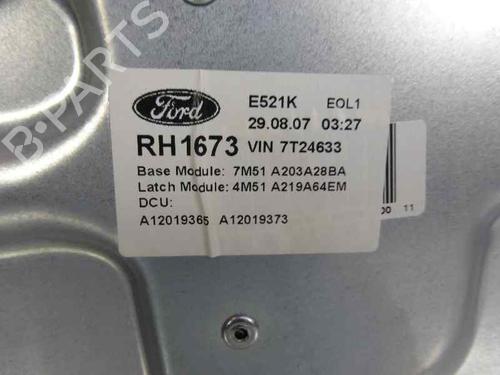 B-PARTS
Ford
E521K EOL1
29.08.07 03:27
RH1673 VIN 7T24633
Base Module: 7M51 A203A28BA
Latch Module: 4M51 A219A64EM
DCU:
A12019365 A12019373
11